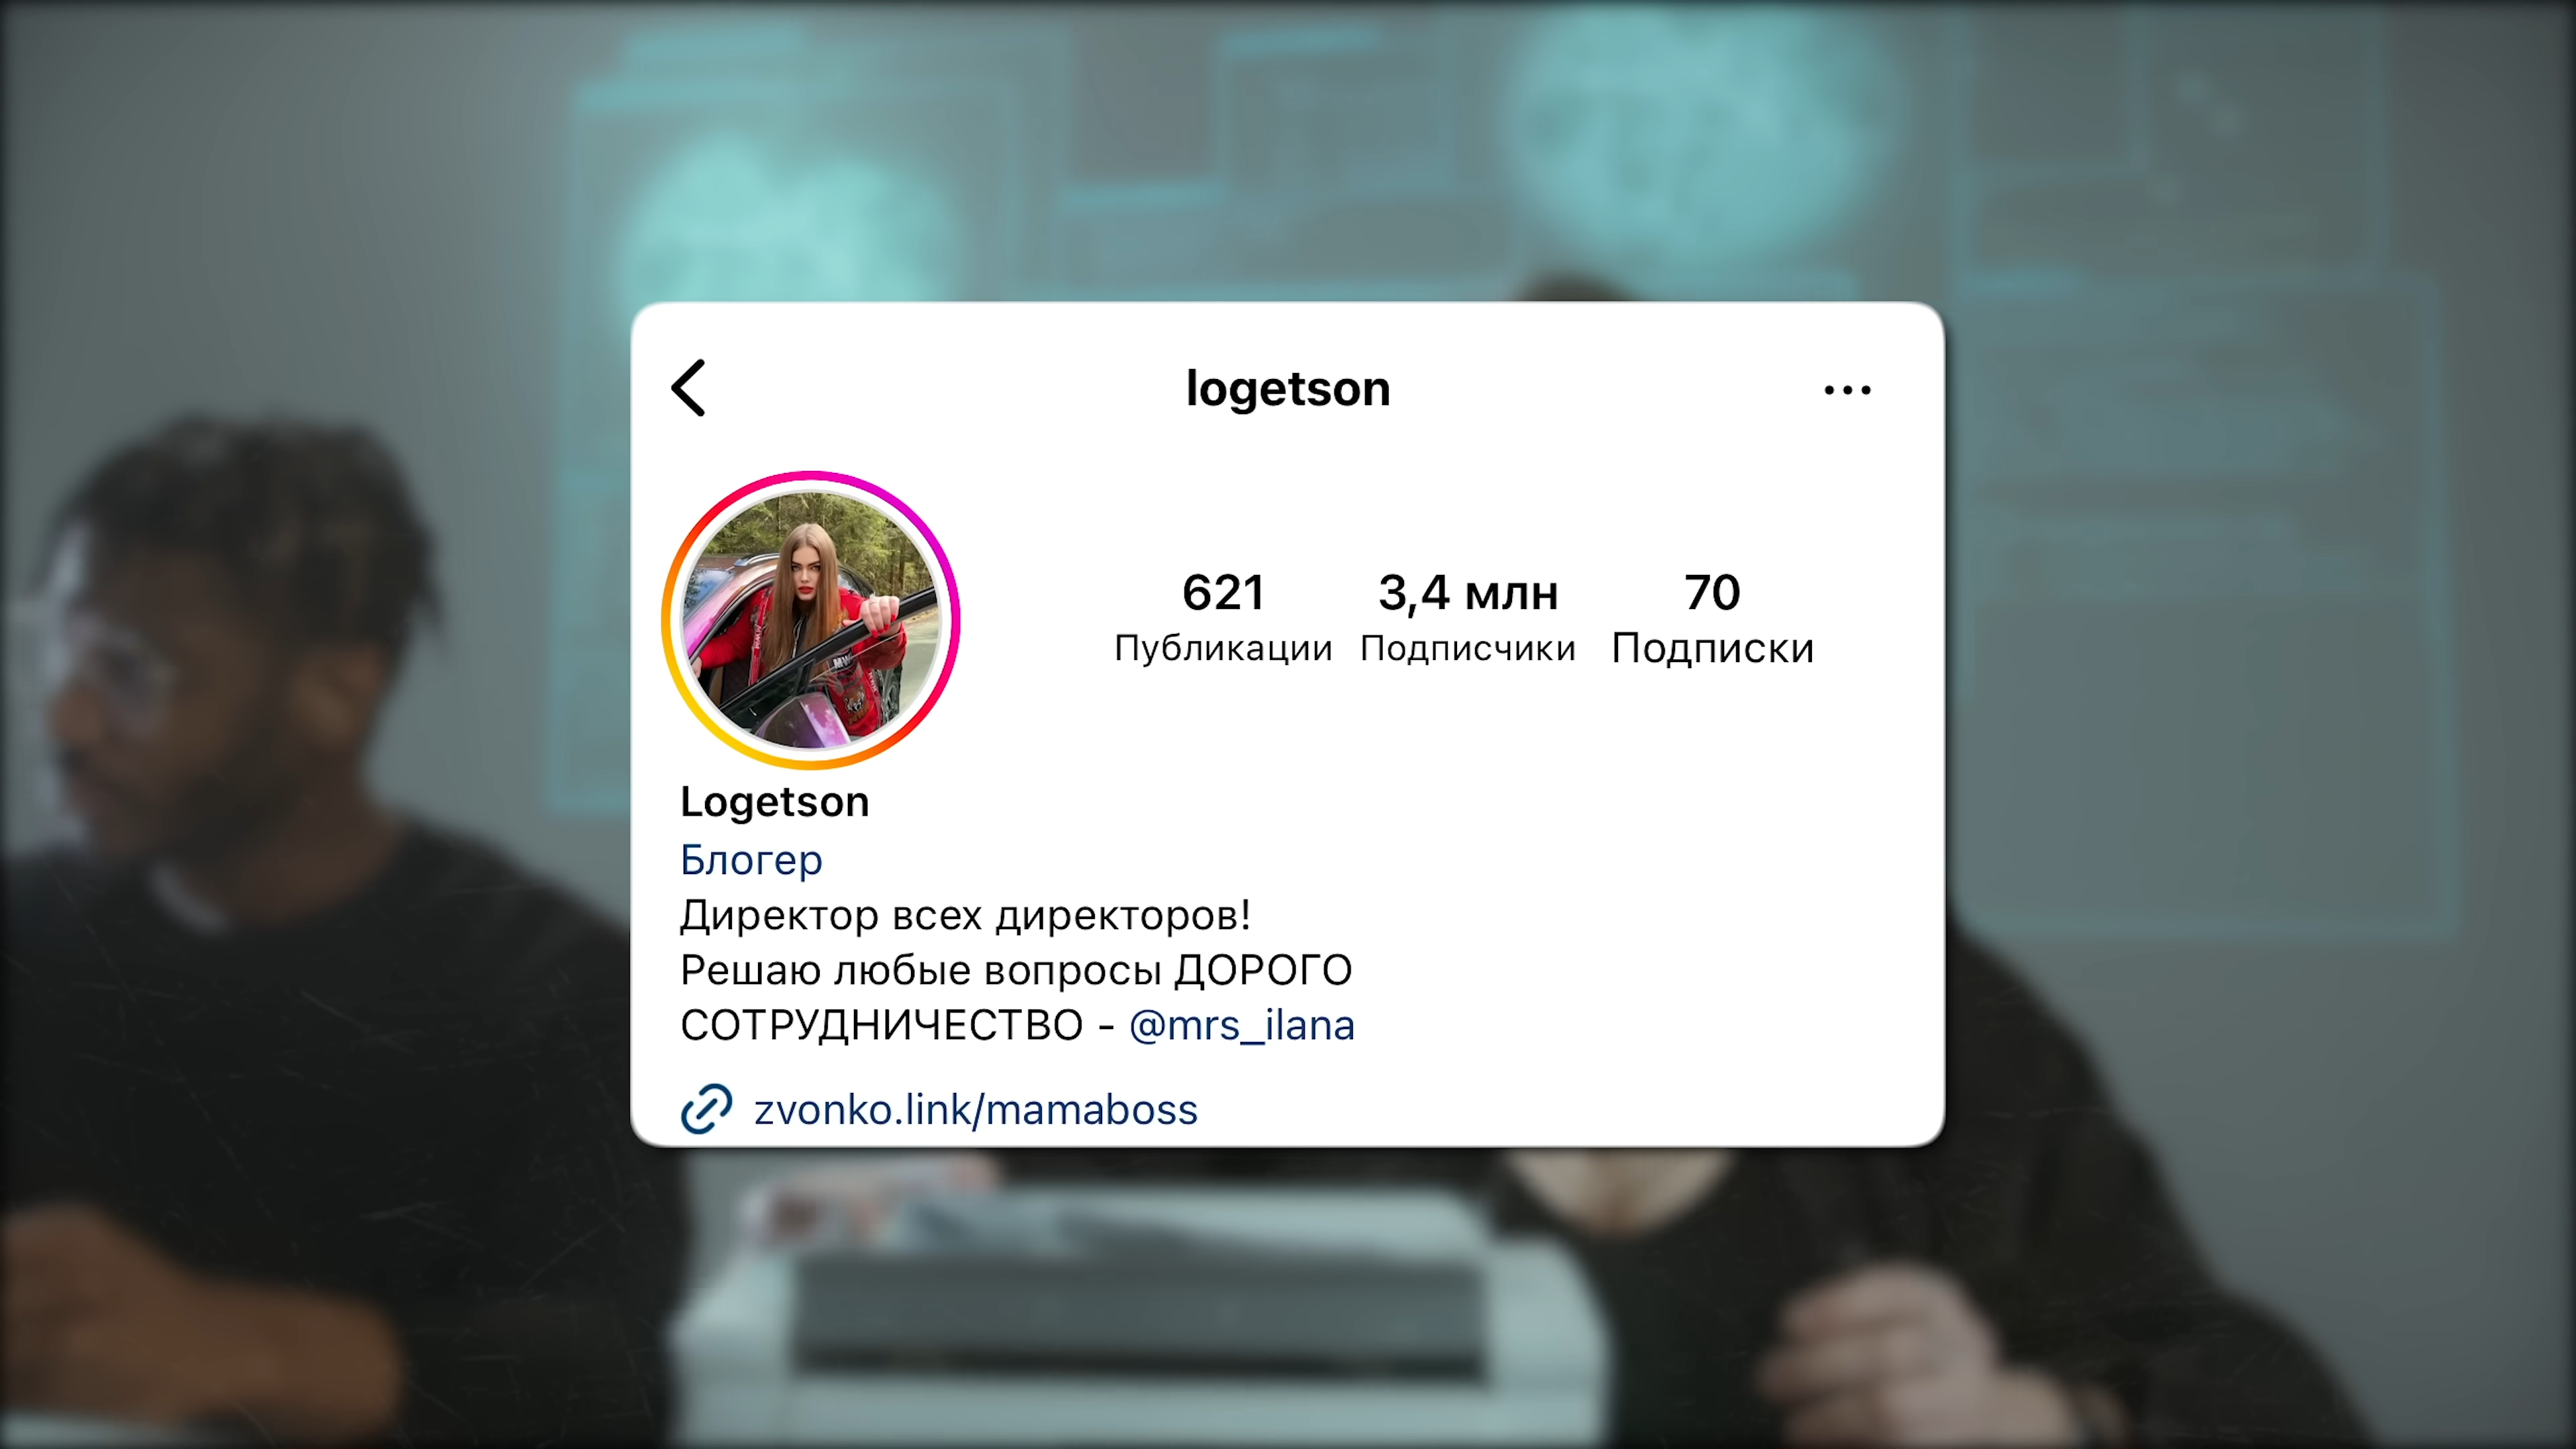 logetson
621 3,4 млн 70
Публикации Подписчики Подписки
Logetson
Блогер
Директор всех директоров!
Решаю любые вопросы ДОРОГО
СОТРУДНИЧЕСТВО - @mrs_ilana
zvonko.link/mamaboss